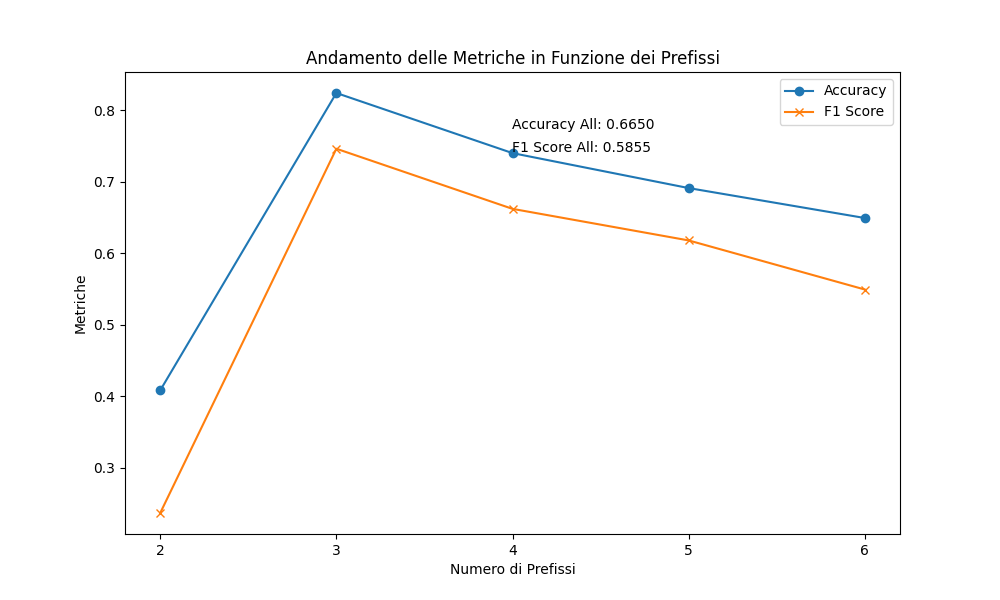 Andamento delle Metriche in Funzione dei Prefissi
Accuracy
F1 Score
Accuracy All: 0.6650
F1 Score All: 0.5855
0.8
0.7
0.6
0.5
0.4
0.3
Metriche
2 3 4 5 6
Numero di Prefissi